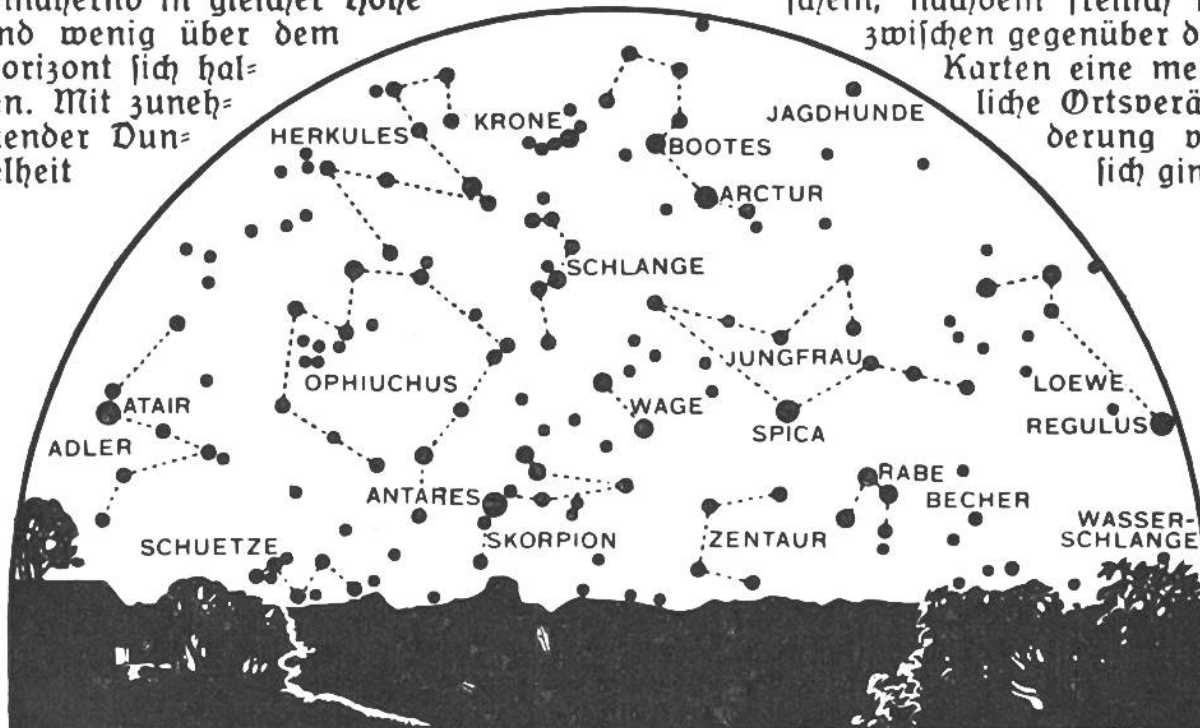 nd wenig über dem
orizont ſich hal=
en. Mit zuneh=
ender Dun=
elheit
zwiſchen gegenüber d
Karten eine me
liche Ortsverä
derung v
ſich gin
JAGDHUNDE
KRONE
HERKULES
BOOTES
ARCTUR
SCHLANGE
JUNGFRAU
OPHIUCHUS
LOEWE
ATAIR
WAGE
REGULUS
SPICA
ADLER
RABE
ANTARES
BECHER
WASSER-
SCHLANGE
SCHUETZE
SKORPION
ZENTAUR